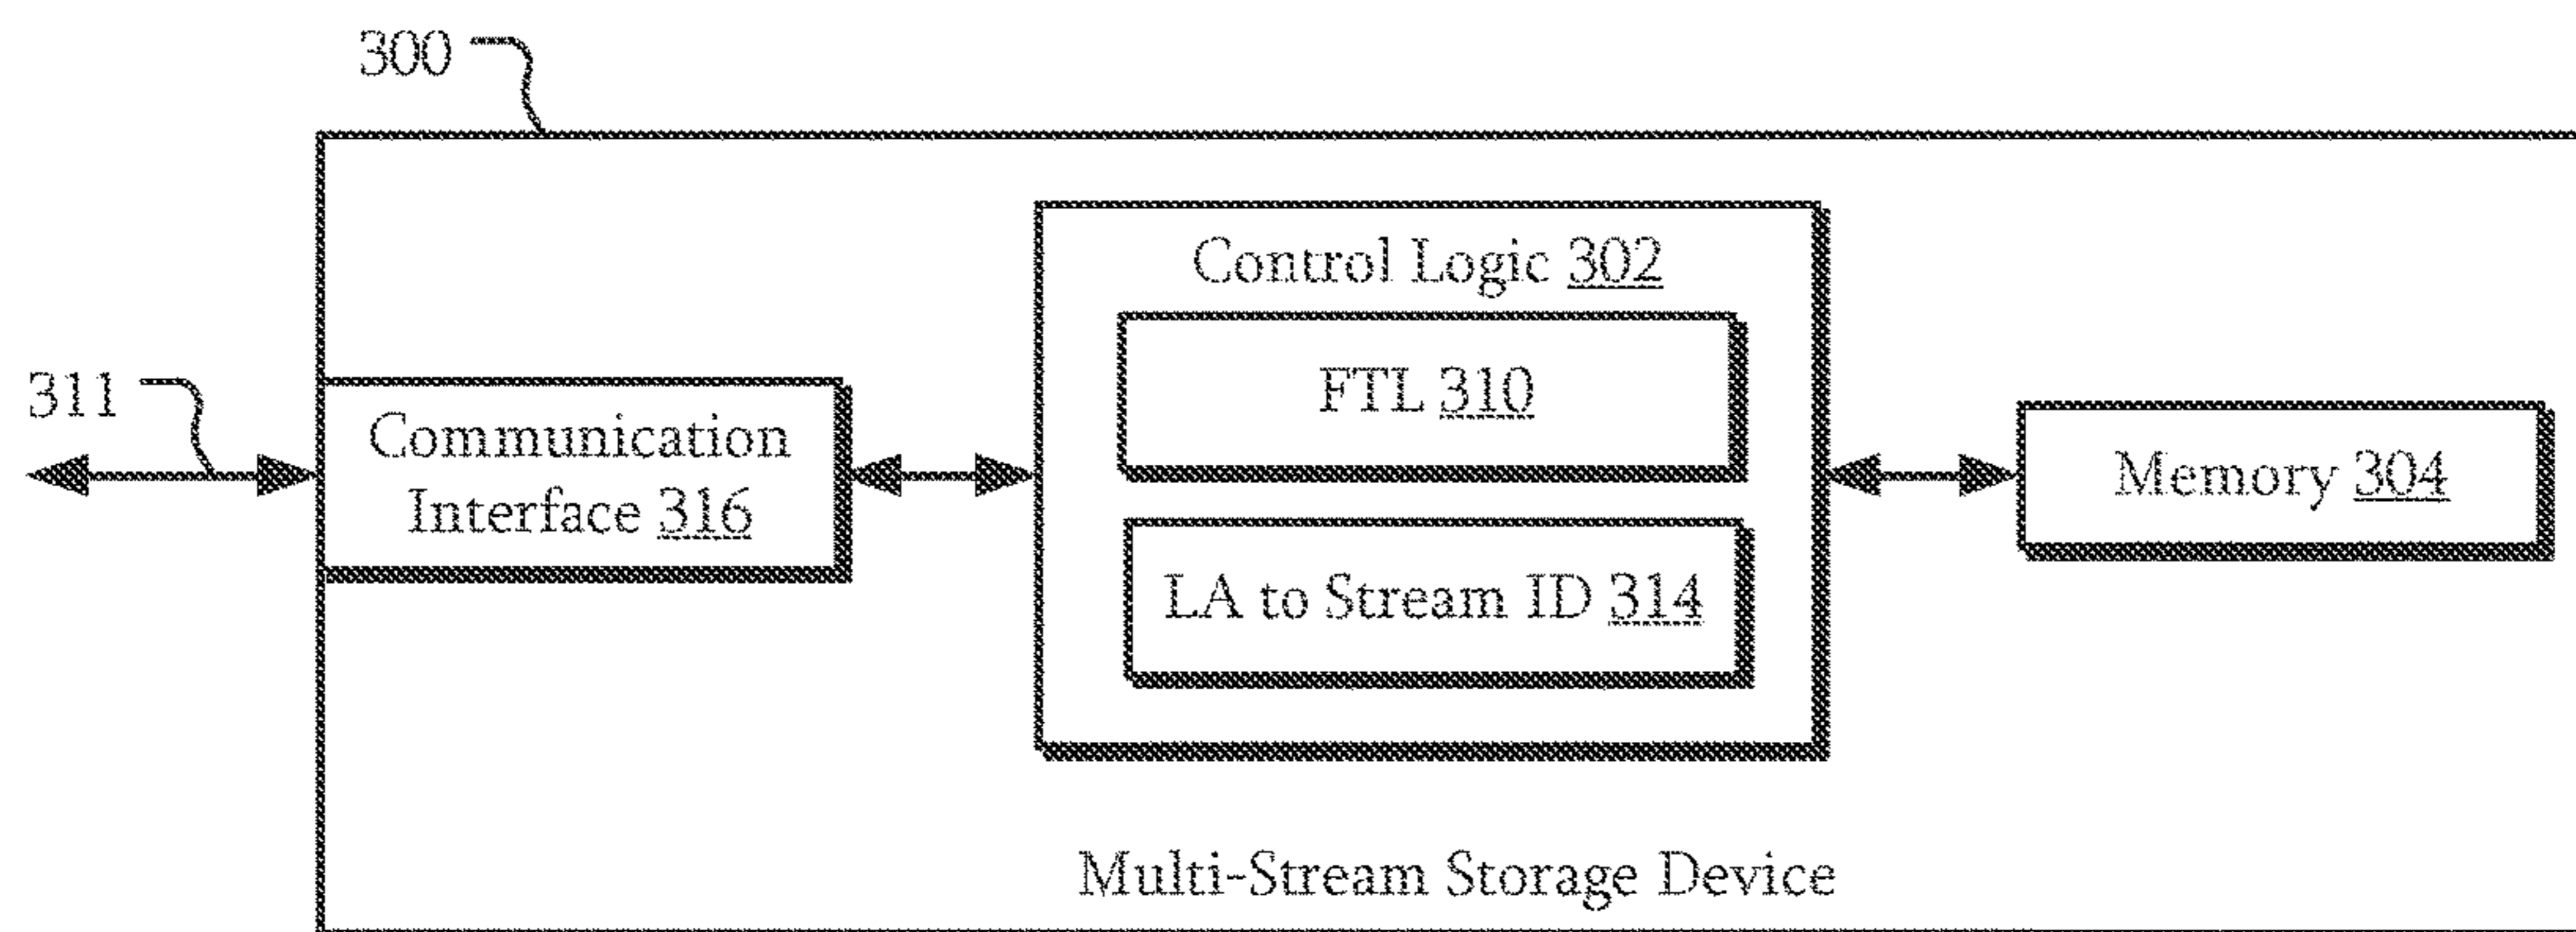 300
Control Logic 302
FTL 310
311
Communication
Interface 316
Memory 304
LA to Stream ID 314
Multi-Stream Storage Device